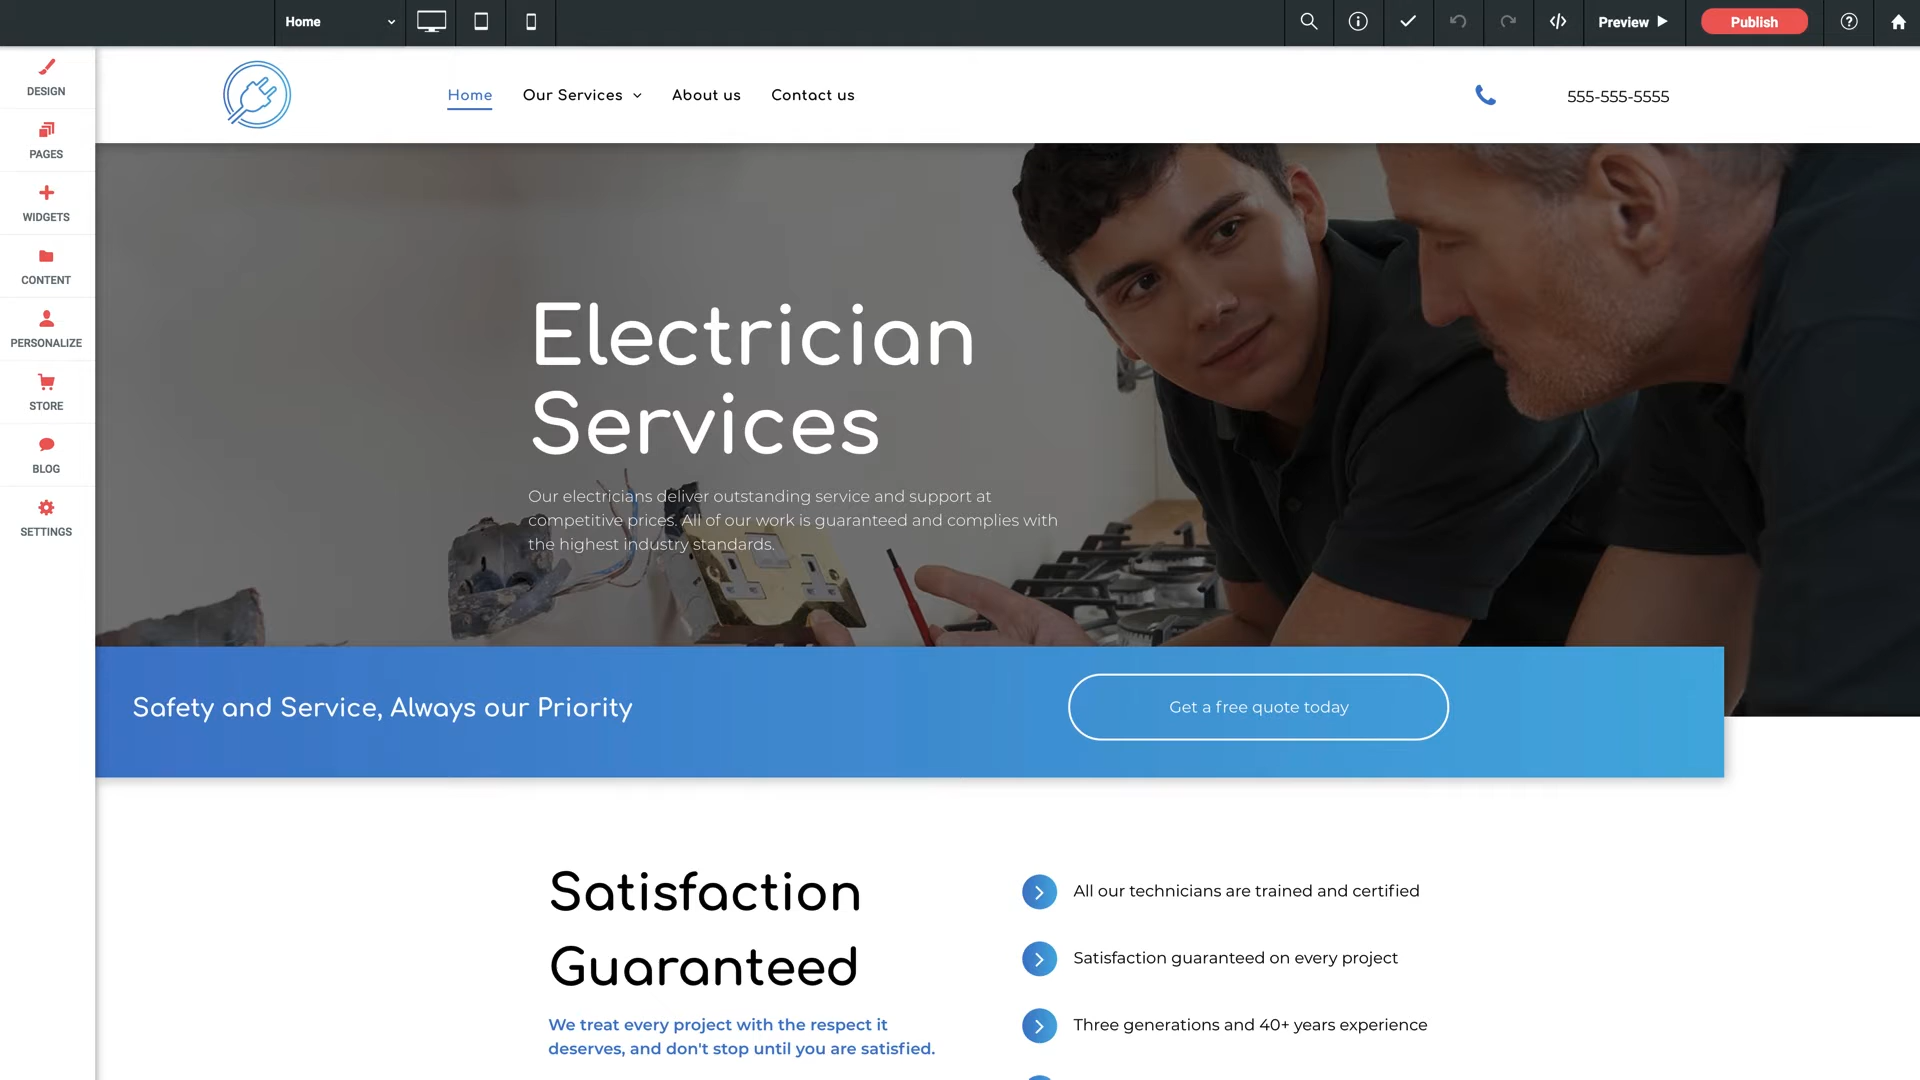 Home
Preview
Publish
DESIGN
PAGES
WIDGETS
CONTENT
PERSONALIZE
STORE
BLOG
SETTINGS
Home
Our Services
About us
Contact us
555-555-5555
Electrician
Services
Our electricians deliver outstanding service and support at
competitive prices. All of our work is guaranteed and complies with
the highest industry standards.
Safety and Service, Always our Priority
Get a free quote today
Satisfaction
Guaranteed
We treat every project with the respect it
deserves, and don't stop until you are satisfied.
All our technicians are trained and certified
Satisfaction guaranteed on every project
Three generations and 40+ years experience